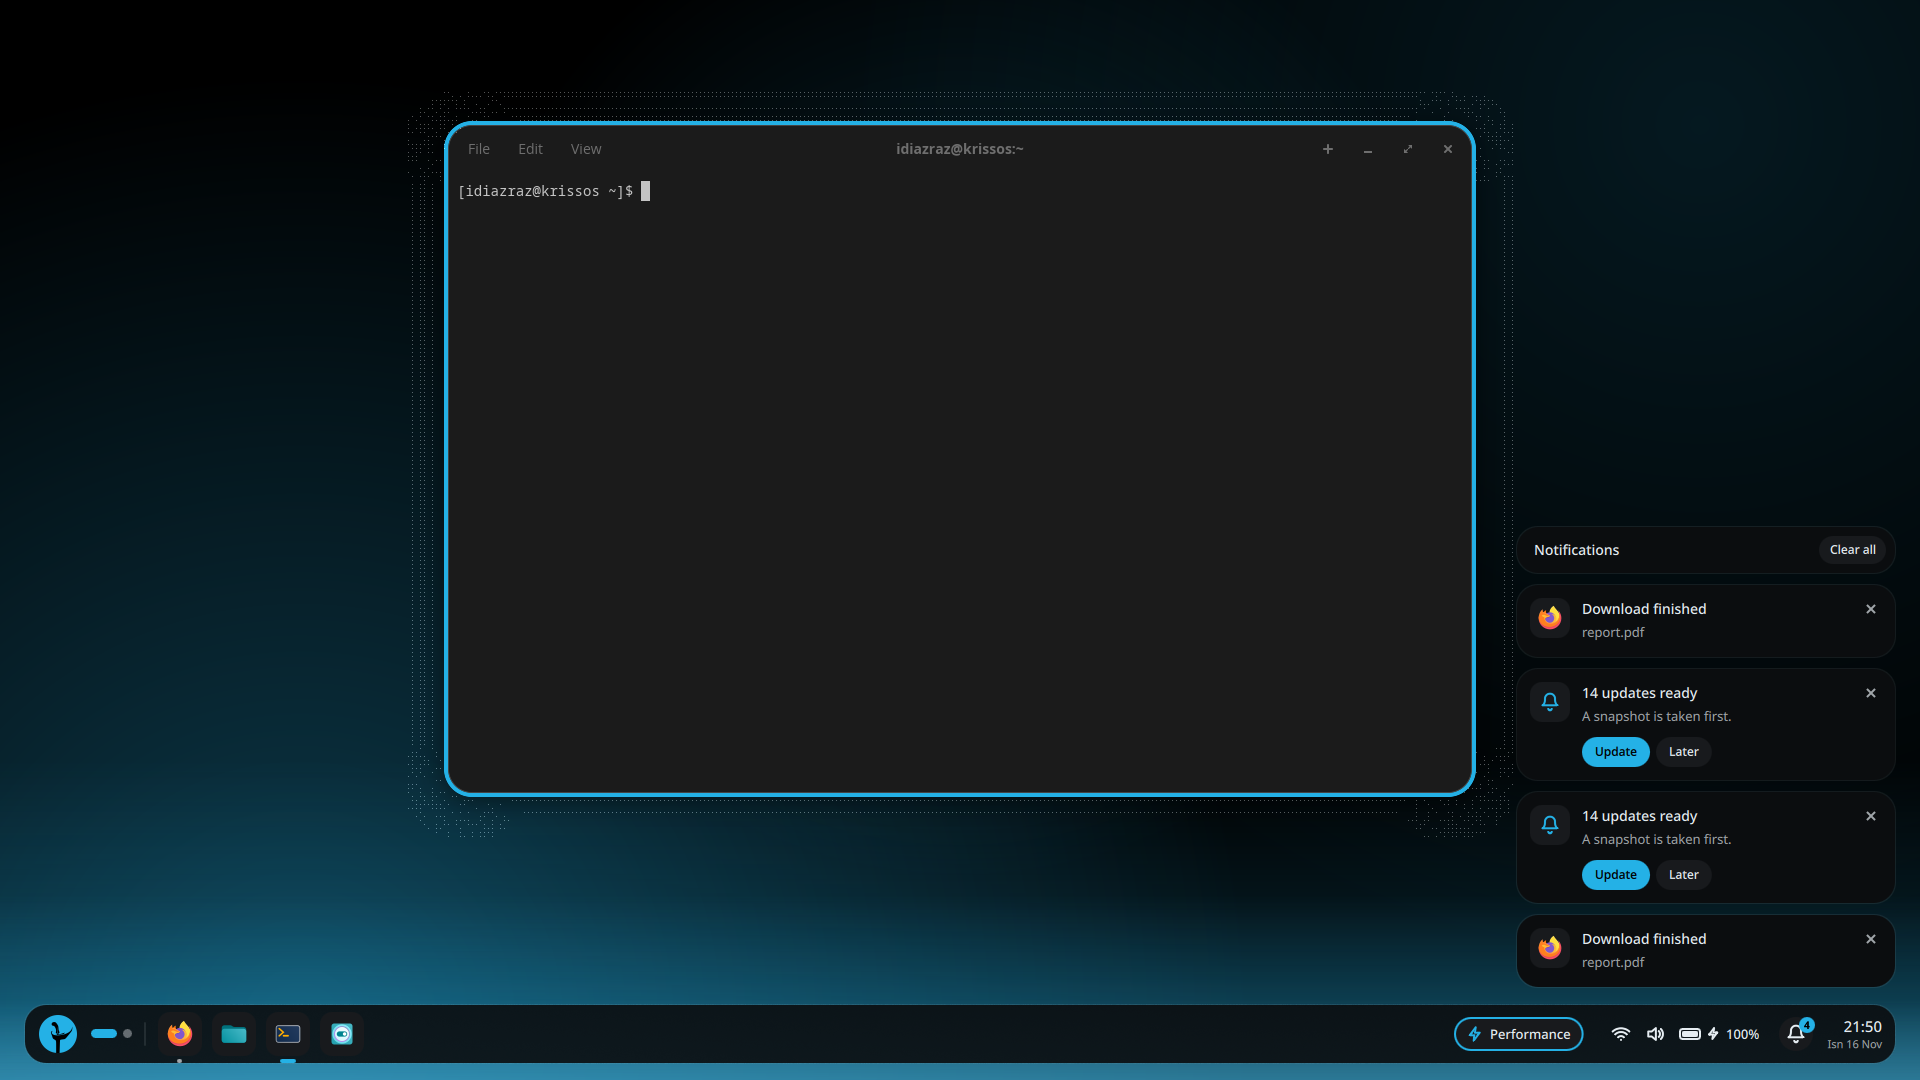 File Edit View
idiazraz@krissos:~
[idiazraz@krissos ~]$
Notifications
Clear all
Download finished
report.pdf
14 updates ready
A snapshot is taken first.
Update Later
14 updates ready
A snapshot is taken first.
Update Later
Download finished
report.pdf
Performance
100%
4
21:50
Isn 16 Nov